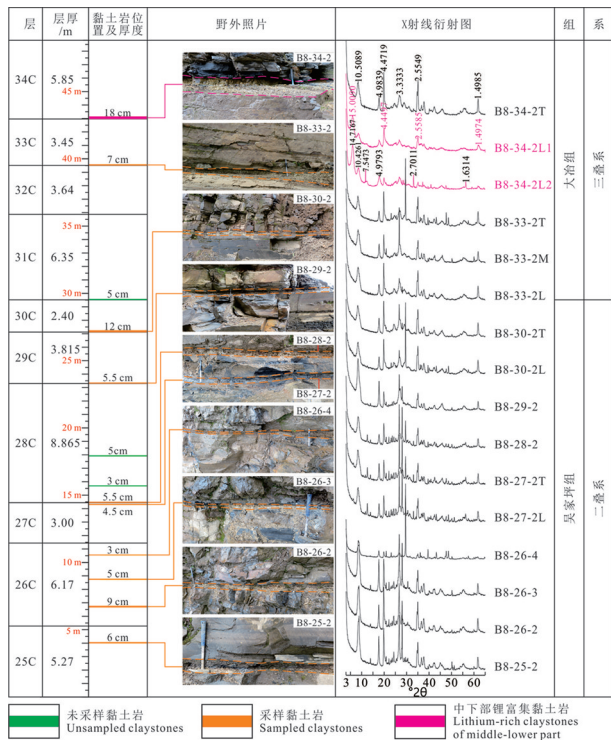 层
层厚
/m
黏土岩位
置及厚度
野外照片
X射线衍射图
组
系
34C
5.85
45 m
18 cm
33C
3.45
40 m
7 cm
32C
3.64
35 m
31C
6.35
30 m
5 cm
30C
2.40
12 cm
29C
3.815
25 m
5.5 cm
20 m
28C
8.865
5cm
3 cm
15 m
5.5 cm
4.5 cm
27C
3.00
3 cm
10 m
5 cm
26C
6.17
9 cm
5 m
6 cm
25C
5.27
B8-34-2
B8-33-2
B8-30-2
B8-29-2
B8-28-2
B8-27-2
B8-26-4
B8-26-3
B8-26-2
B8-25-2
10.5089
4.9839
4.4719
3.3333
2.5549
1.4985
B8-34-2T
2.5585
1.4974
B8-34-2L1
14.2167
10.426
7.5473
4.9793
2.7011
1.6314
B8-34-2L2
B8-33-2T
B8-33-2M
B8-33-2L
B8-30-2T
B8-30-2L
B8-29-2
B8-28-2
B8-27-2T
B8-27-2L
B8-26-4
B8-26-3
B8-26-2
B8-25-2
3 10 20 30 40 50 60
°2θ
大冶组
吴家坪组
三叠系
二叠系
未采样黏土岩
Unsampled claystones
采样黏土岩
Sampled claystones
中下部锂富集黏土岩
Lithium-rich claystones
of middle-lower part